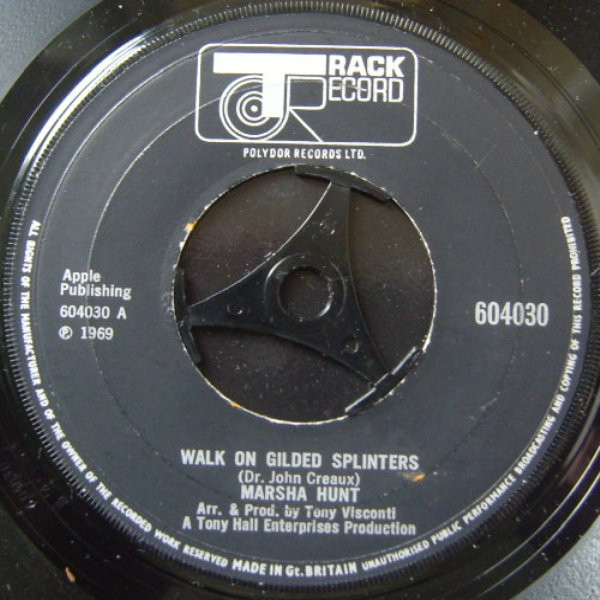 TRACK
RECORD
POLYDOR RECORDS LTD.
Apple
Publishing
604030 A
℗ 1969
604030
WALK ON GILDED SPLINTERS
(Dr. John Creaux)
MARSHA HUNT
Arr. & Prod. by Tony Visconti
A Tony Hall Enterprises Production
ALL RIGHTS OF THE MANUFACTURER AND OF THE OWNER OF THE RECORDED WORK RESERVED MADE IN Gt. BRITAIN UNAUTHORISED PUBLIC PERFORMANCE BROADCASTING AND COPYING OF THIS RECORD PROHIBITED